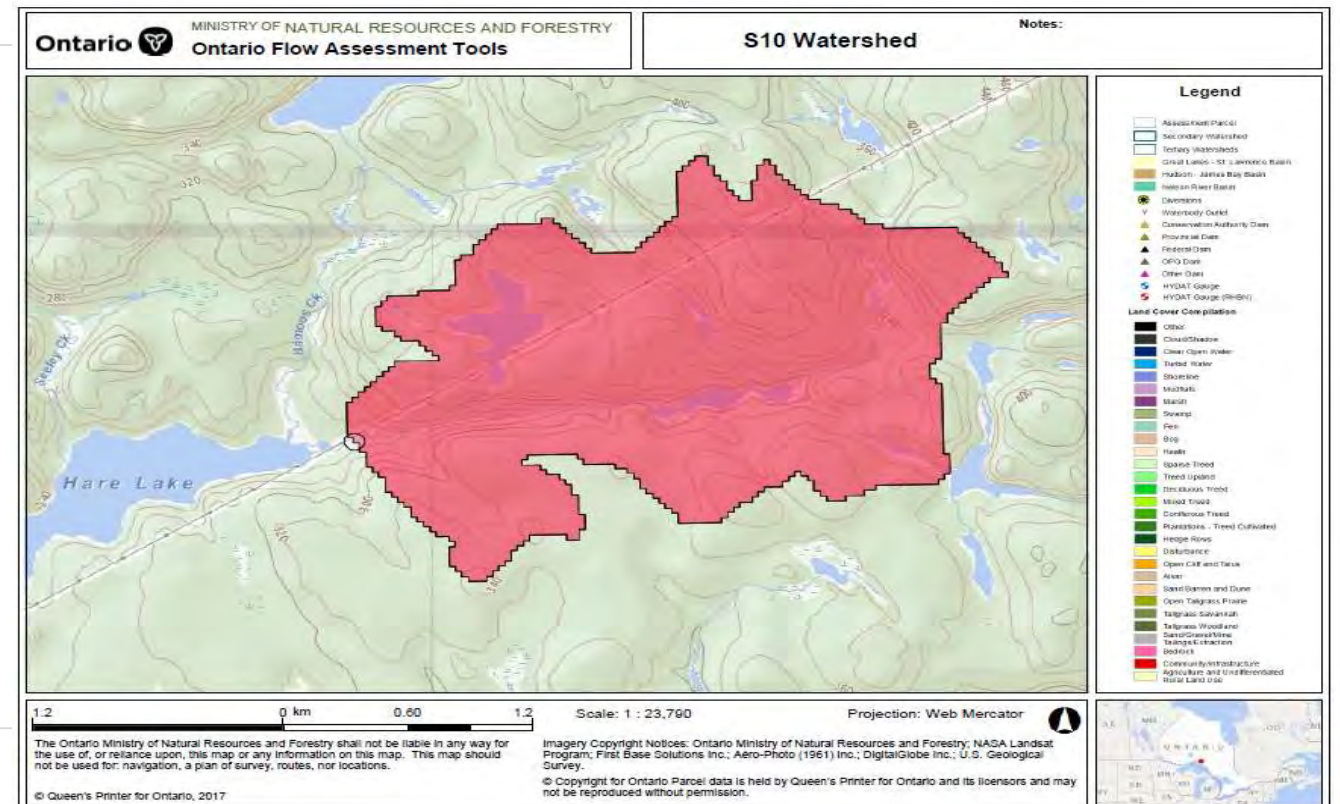 Ontario
MINISTRY OF NATURAL RESOURCES AND FORESTRY
Ontario Flow Assessment Tools
S10 Watershed
Notes:
400
440
460
420
396
360
320
280
Bamoos Ck
Seeley Ck
Hare Lake
400
340
Legend
Assessment Parcel
Secondary Watershed
Tertiary Watersheds
Great Lakes - St. Lawrence Basin
Hudson - James Bay Basin
Nelson River Basin
Diversions
Waterbody Outlet
Conservation Authority Dam
Provincial Dam
Federal Dam
OPG Dam
Other Dam
HYDAT Gauge
HYDAT Gauge (RHBN)
Land Cover Compilation
Other
Cloud/Shadow
Clear Open Water
Turbid Water
Shoreline
Mudflats
Marsh
Swamp
Fen
Bog
Heath
Sparse Treed
Treed Upland
Deciduous Treed
Mixed Treed
Coniferous Treed
Plantations - Treed Cultivated
Hedge Rows
Disturbance
Open Cliff and Talus
Alvar
Sand Barren and Dune
Open Tallgrass Prairie
Tallgrass Savannah
Tallgrass Woodland
Sand/Gravel/Mine
Tailings/Extraction
Bedrock
Community/Infrastructure
Agriculture and Undifferentiated
Rural Land Use
1.2 0 km 0.60 1.2
Scale: 1 : 23,790
Projection: Web Mercator
The Ontario Ministry of Natural Resources and Forestry shall not be liable in any way for
the use of, or reliance upon, this map or any information on this map. This map should
not be used for: navigation, a plan of survey, routes, nor locations.
© Queen's Printer for Ontario, 2017
Imagery Copyright Notices: Ontario Ministry of Natural Resources and Forestry; NASA Landsat
Program; First Base Solutions Inc.; Aéro-Photo (1961) Inc.; DigitalGlobe Inc.; U.S. Geological
Survey.
© Copyright for Ontario Parcel data is held by Queen's Printer for Ontario and its licensors and may
not be reproduced without permission.
ONTARIO